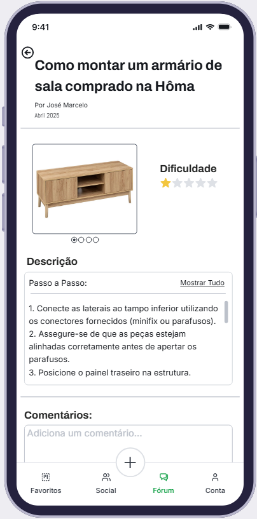 9:41
Como montar um armário de
sala comprado na Hôma
Por José Marcelo
Abril 2025
Dificuldade
Descrição
Passo a Passo:
Mostrar Tudo
1. Conecte as laterais ao tampo inferior utilizando
os conectores fornecidos (minifix ou parafusos).
2. Assegure-se de que as peças estejam
alinhadas corretamente antes de apertar os
parafusos.
3. Posicione o painel traseiro na estrutura.
Comentários:
Adiciona um comentário...
Favoritos
Social
Fórum
Conta